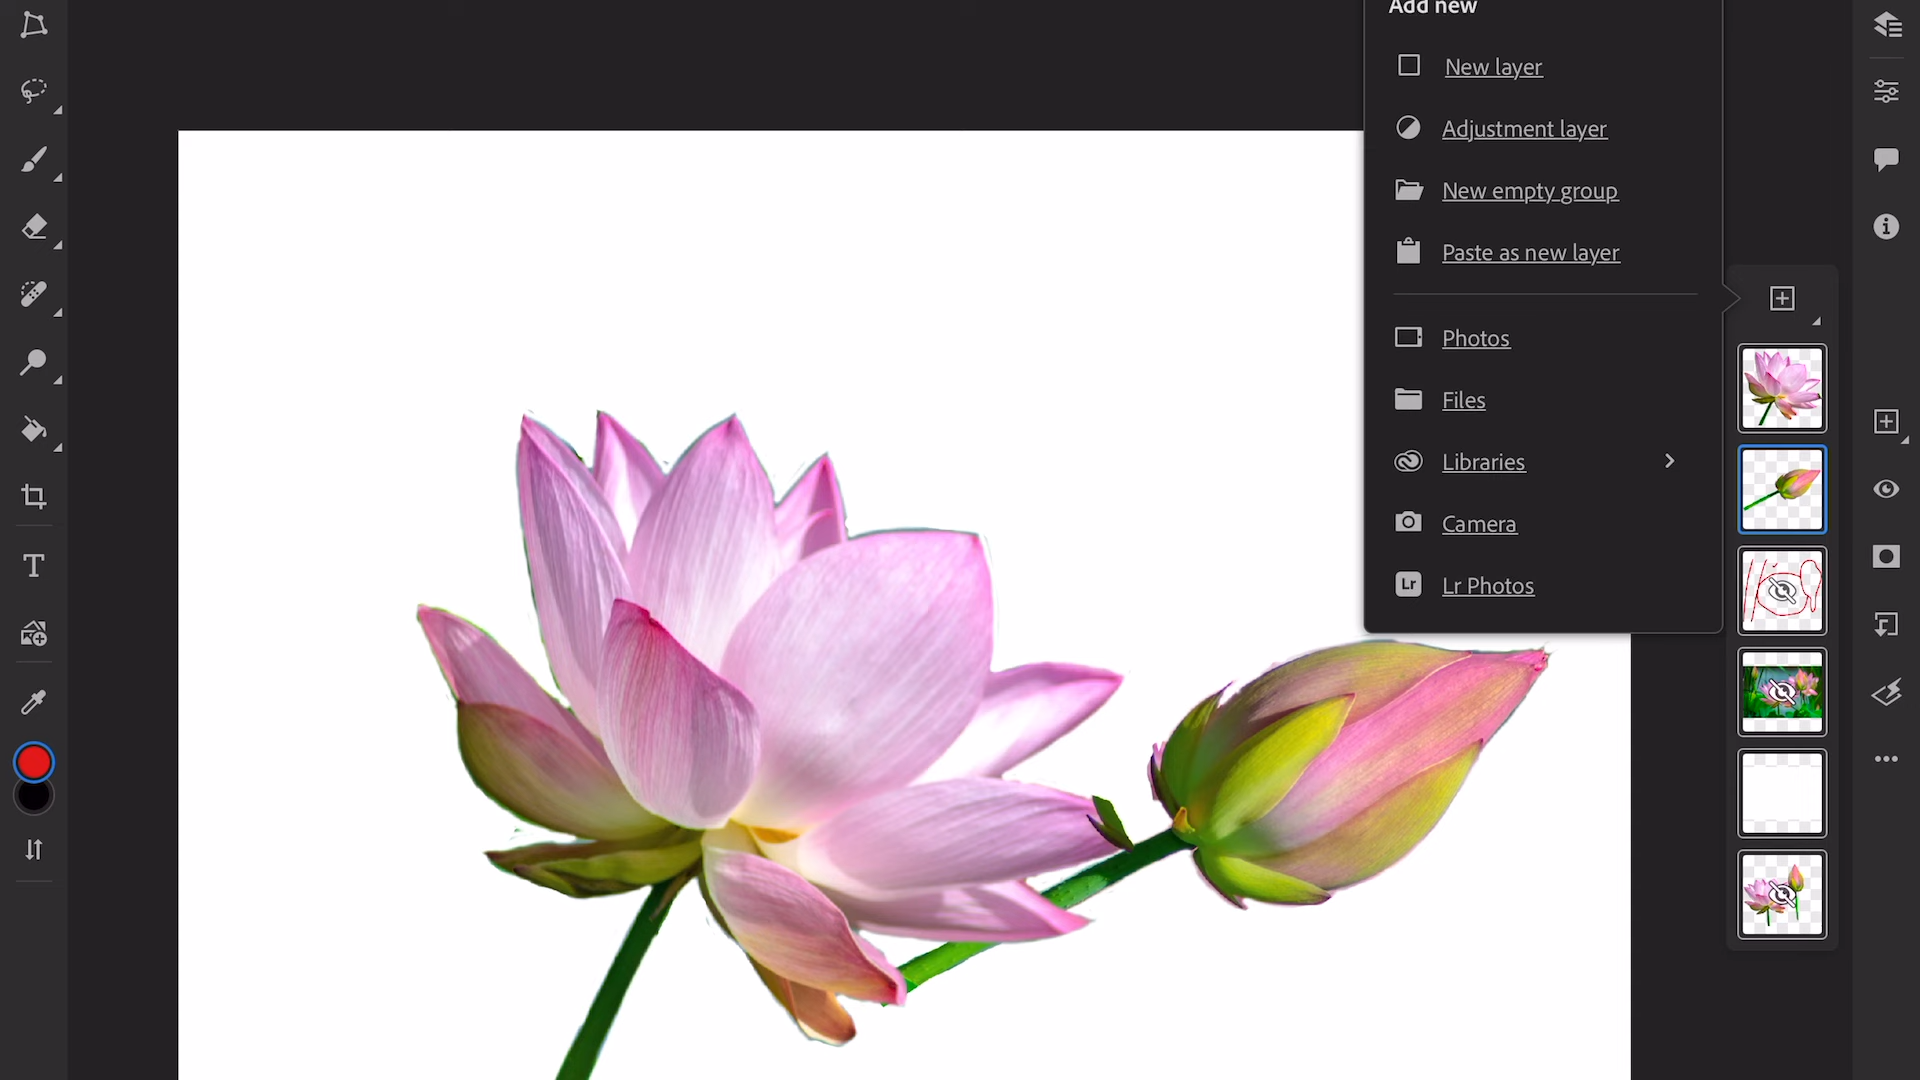 Add new
New layer
Adjustment layer
New empty group
Paste as new layer
Photos
Files
Libraries
Camera
Lr Lr Photos
T